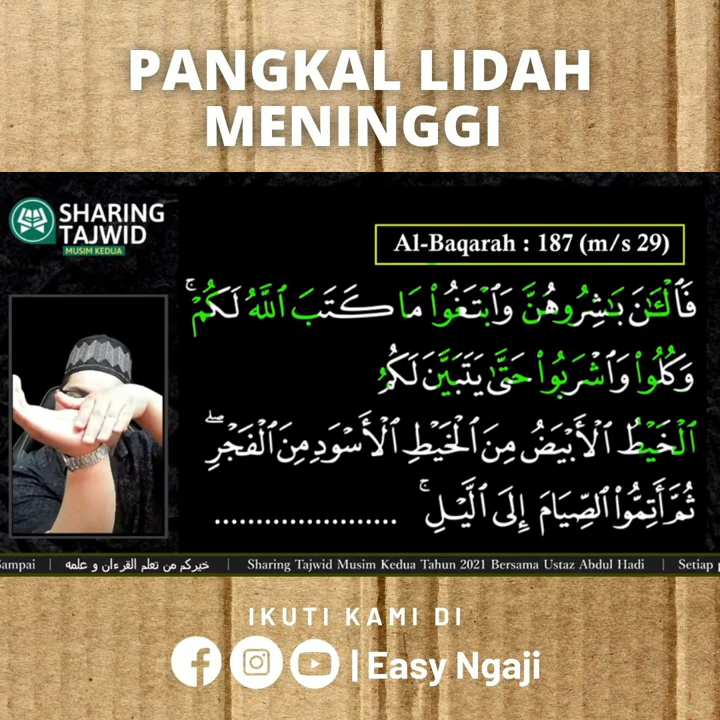 PANGKAL LIDAH
MENINGGI
SHARING
TAJWID
MUSIM KEDUA
Al-Baqarah : 187 (m/s 29)
فَٱلْـَٰٔنَ بَـٰشِرُوهُنَّ وَٱبْتَغُوا۟ مَا كَتَبَ ٱللَّهُ لَكُمْ ۚ
وَكُلُوا۟ وَٱشْرَبُوا۟ حَتَّىٰ يَتَبَيَّنَ لَكُمُ
ٱلْخَيْطُ ٱلْأَبْيَضُ مِنَ ٱلْخَيْطِ ٱلْأَسْوَدِ مِنَ ٱلْفَجْرِ ۖ
ثُمَّ أَتِمُّوا۟ ٱلصِّيَامَ إِلَى ٱلَّيْلِ ۚ ......................
Sampai | خيركم من تعلم القرءان و علمه | Sharing Tajwid Musim Kedua Tahun 2021 Bersama Ustaz Abdul Hadi | Setiap
IKUTI KAMI DI
| Easy Ngaji